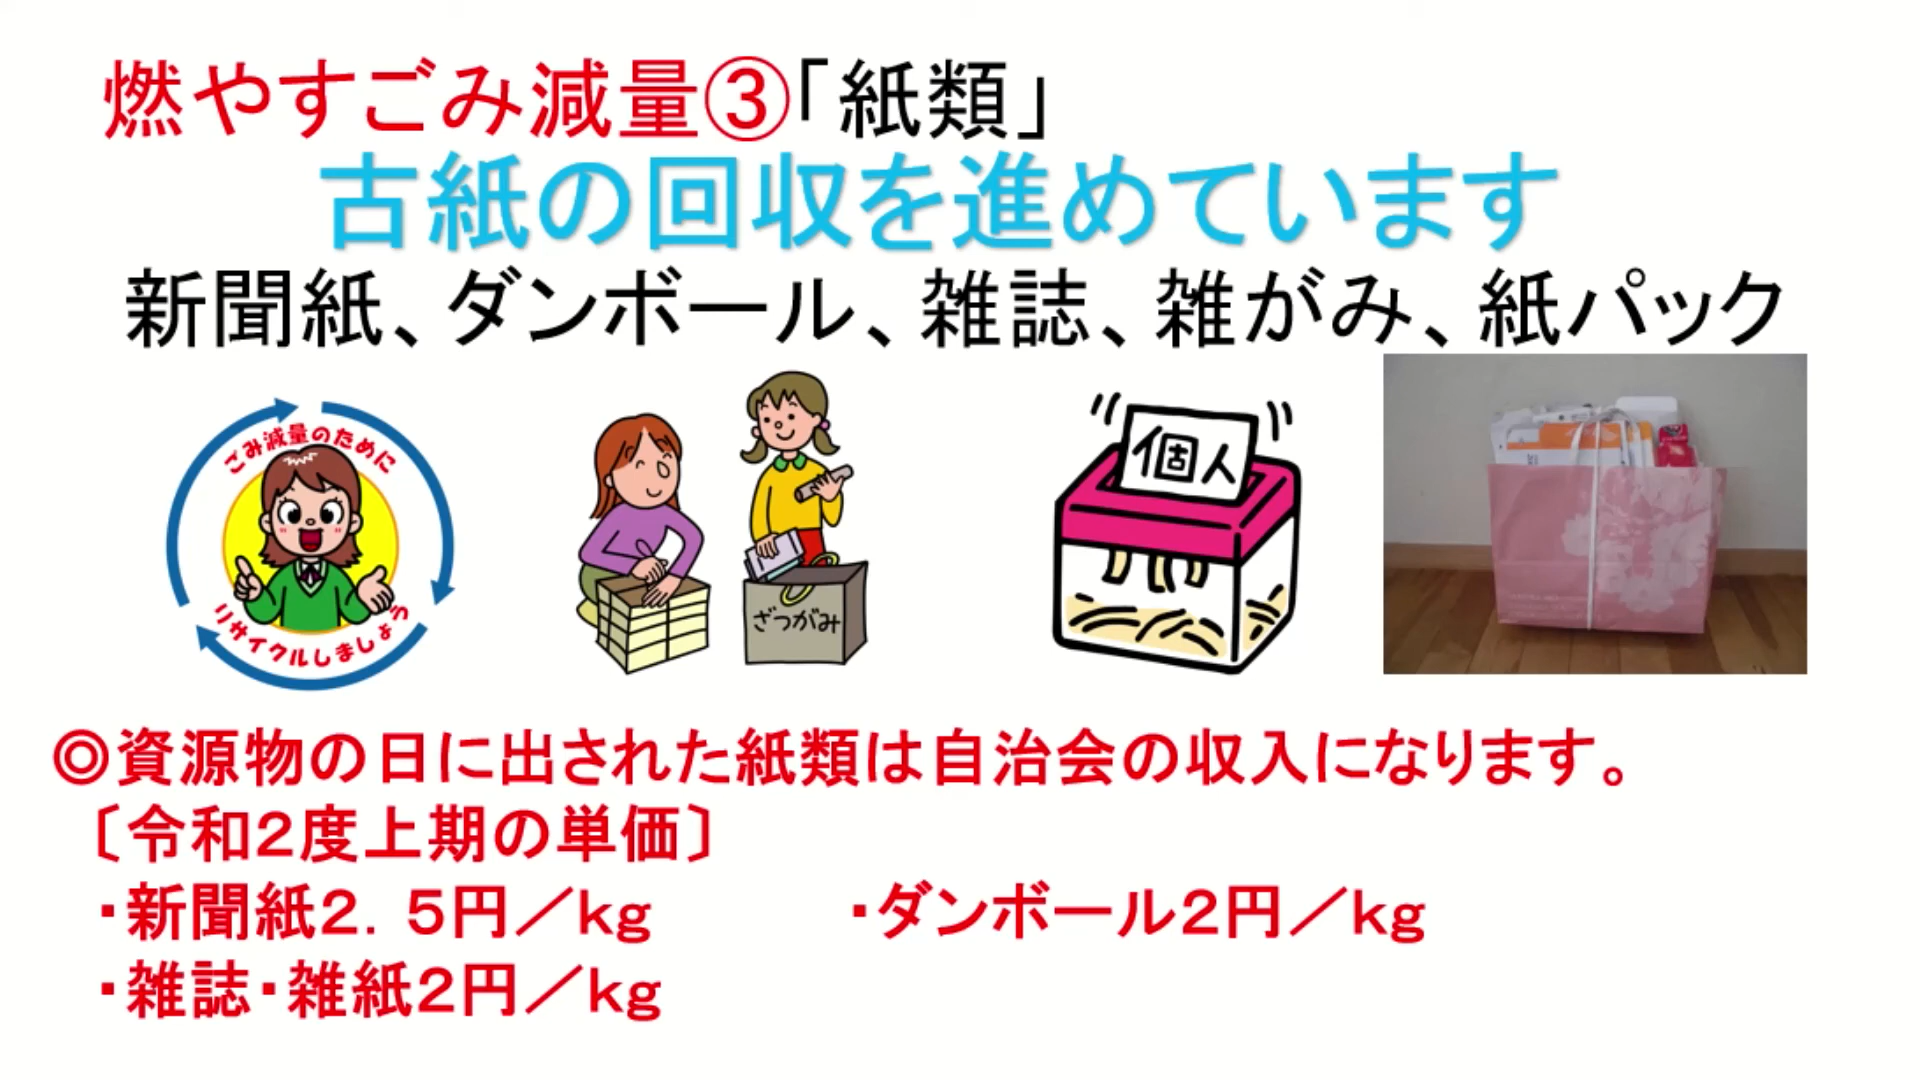 燃やすごみ減量③「紙類」
古紙の回収を進めています
新聞紙、ダンボール、雑誌、雑がみ、紙パック
ごみ減量のために
リサイクルしましょう
ざつがみ
個人
◎資源物の日に出された紙類は自治会の収入になります。
〔令和２度上期の単価〕
・新聞紙２．５円／ｋｇ
・ダンボール２円／ｋｇ
・雑誌・雑紙２円／ｋｇ